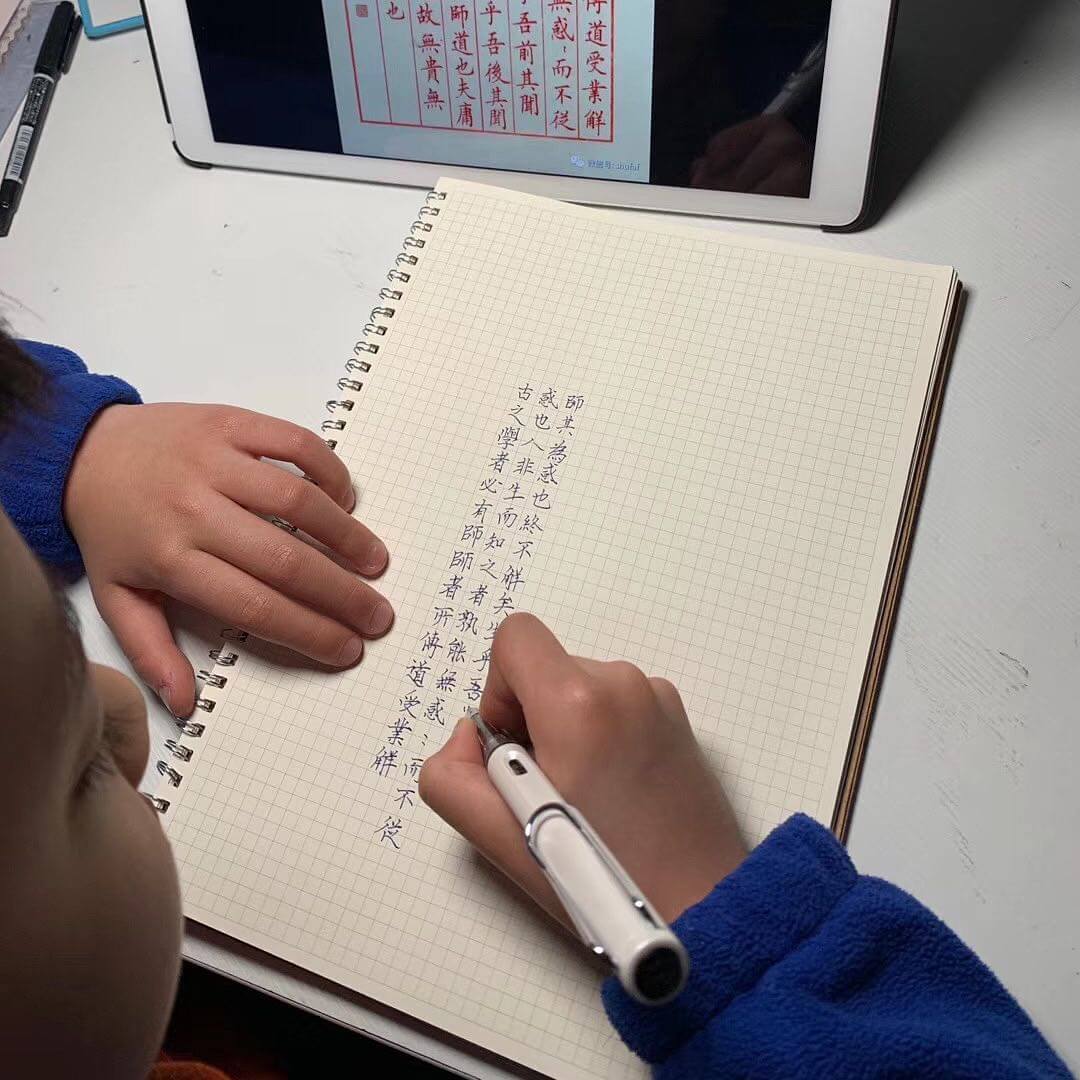 傳道受業解
無惑：而不從
乎吾前其聞
乎吾後其聞
師道也夫庸
故無貴無
也
微信号: shufaf
古之學者必有師師者所傳道受業解
惑也人非生而知之者孰能無惑：而不從
師其為惑也終不解矣生乎吾